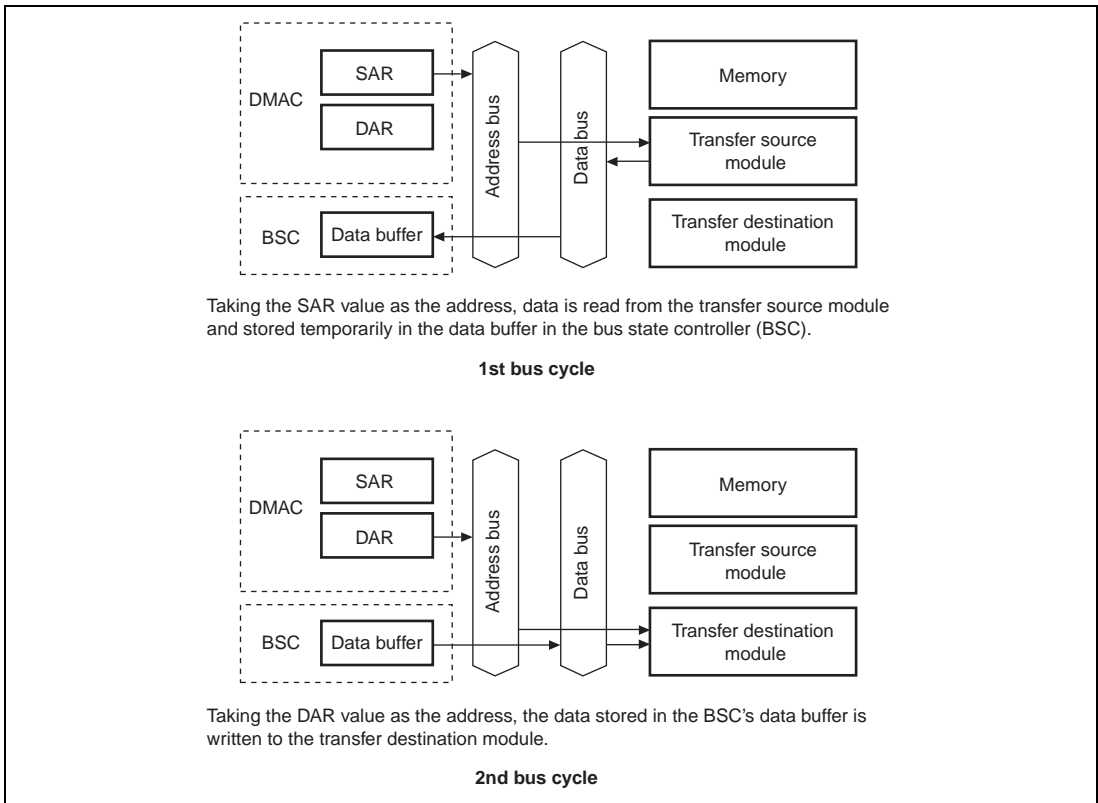 SAR
DMAC
DAR
BSC
Data buffer
Address bus
Data bus
Memory
Transfer source
module
Transfer destination
module
Taking the SAR value as the address, data is read from the transfer source module
and stored temporarily in the data buffer in the bus state controller (BSC).
1st bus cycle
SAR
DMAC
DAR
BSC
Data buffer
Address bus
Data bus
Memory
Transfer source
module
Transfer destination
module
Taking the DAR value as the address, the data stored in the BSC's data buffer is
written to the transfer destination module.
2nd bus cycle